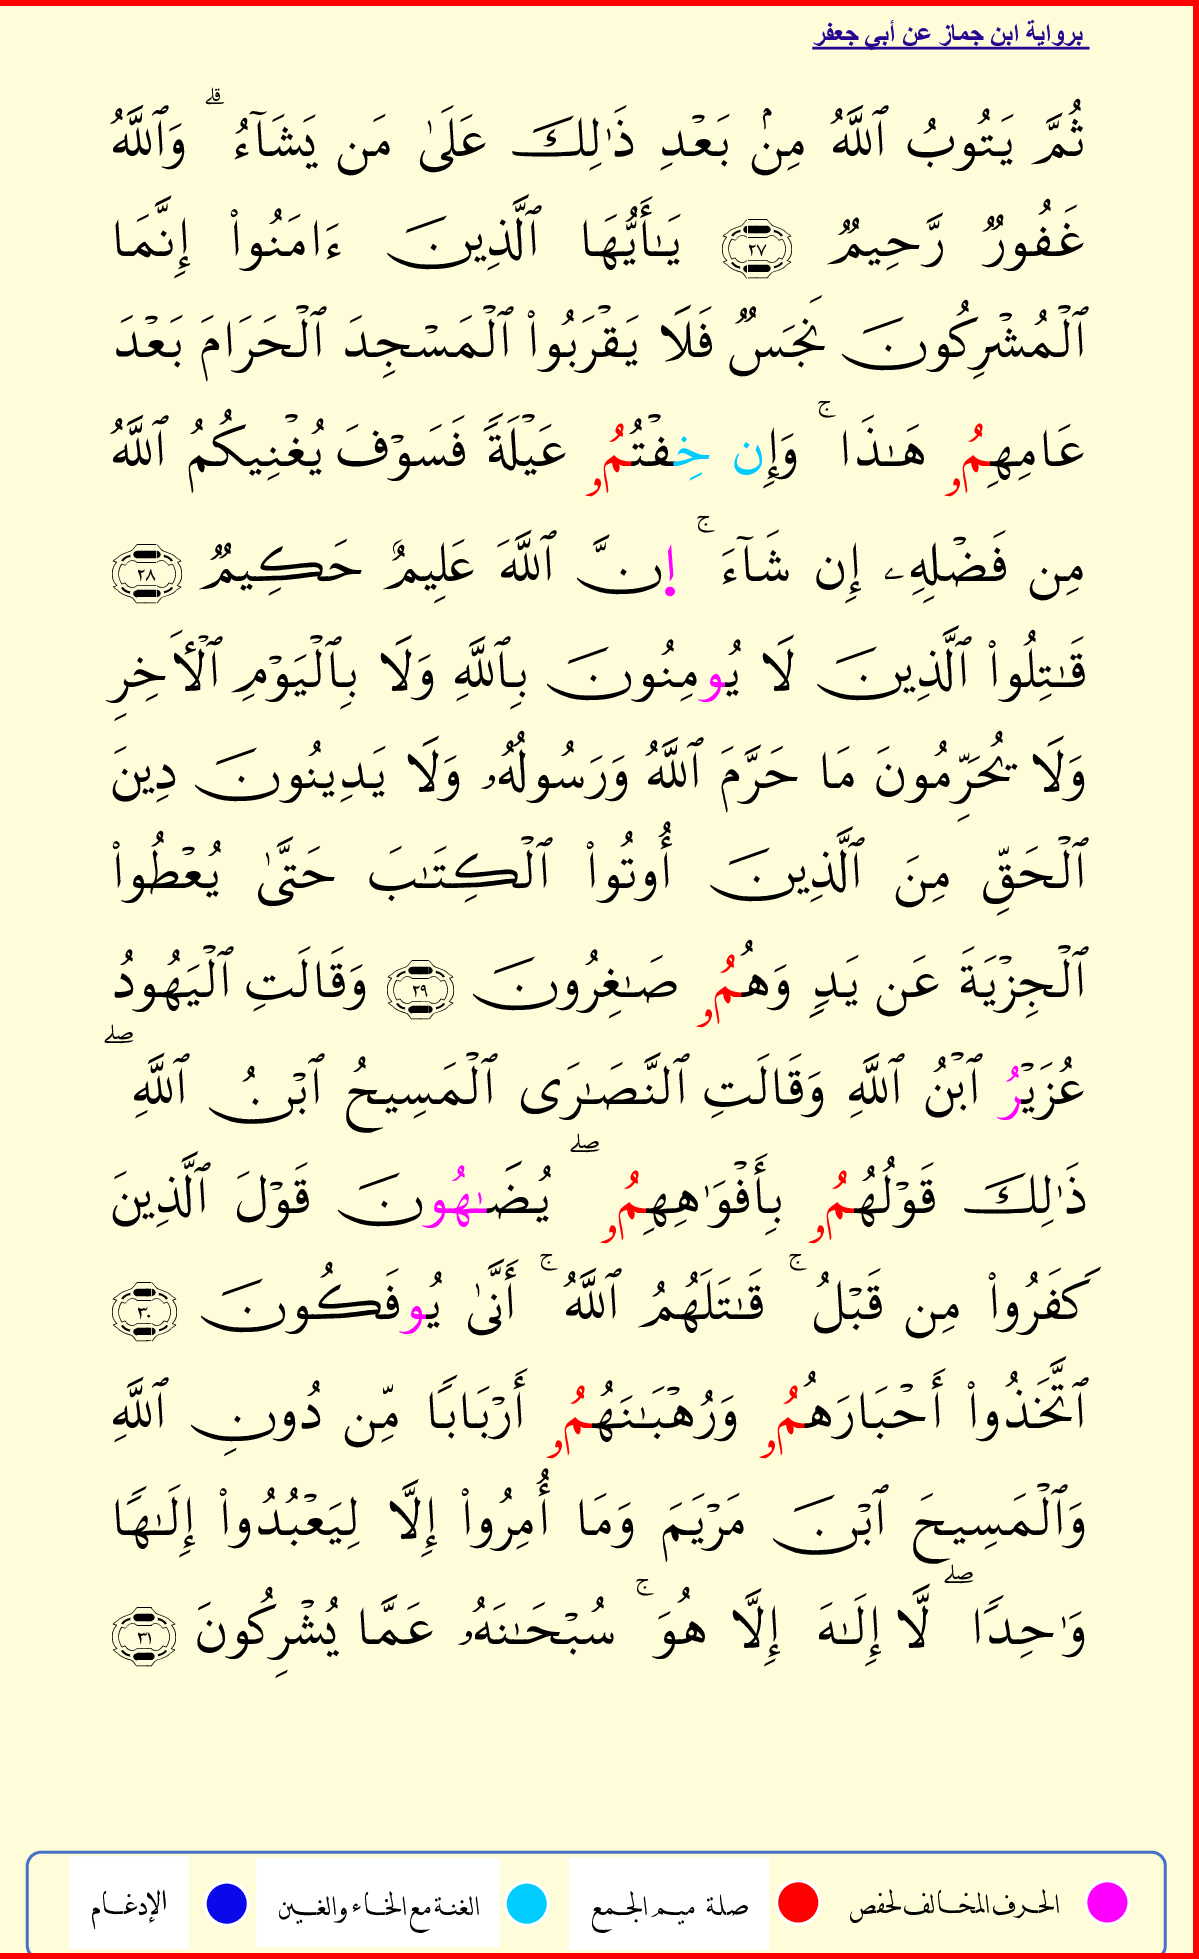 برواية ابن جماز عن أبي جعفر
ثُمَّ يَتُوبُ ٱللَّهُ مِنۢ بَعۡدِ ذَٰلِكَ عَلَىٰ مَن يَشَآءُۗ وَٱللَّهُ
غَفُورٞ رَّحِيمٞ ٢٧ يَـٰٓأَيُّهَا ٱلَّذِينَ ءَامَنُواْ إِنَّمَا
ٱلۡمُشۡرِكُونَ نَجَسٞ فَلَا يَقۡرَبُواْ ٱلۡمَسۡجِدَ ٱلۡحَرَامَ بَعۡدَ
عَامِهِمُۥ هَـٰذَاۚ وَإِن خِفۡتُمُۥ عَيۡلَةٗ فَسَوۡفَ يُغۡنِيكُمُ ٱللَّهُ
مِن فَضۡلِهِۦ إِن شَآءَۚ إِنَّ ٱللَّهَ عَلِيمٌ حَكِيمٞ ٢٨
قَـٰتِلُواْ ٱلَّذِينَ لَا يُومِنُونَ بِٱللَّهِ وَلَا بِٱلۡيَوۡمِ ٱلۡأٓخِرِ
وَلَا يُحَرِّمُونَ مَا حَرَّمَ ٱللَّهُ وَرَسُولُهُۥ وَلَا يَدِينُونَ دِينَ
ٱلۡحَقِّ مِنَ ٱلَّذِينَ أُوتُواْ ٱلۡكِتَـٰبَ حَتَّىٰ يُعۡطُواْ
ٱلۡجِزۡيَةَ عَن يَدٖ وَهُمُۥ صَـٰغِرُونَ ٢٩ وَقَالَتِ ٱلۡيَهُودُ
عُزَيۡرُ ٱبۡنُ ٱللَّهِ وَقَالَتِ ٱلنَّصَـٰرَى ٱلۡمَسِيحُ ٱبۡنُ ٱللَّهِۖ
ذَٰلِكَ قَوۡلُهُمُۥ بِأَفۡوَٰهِهِمُۥۖ يُضَـٰهُونَ قَوۡلَ ٱلَّذِينَ
كَفَرُواْ مِن قَبۡلُۚ قَـٰتَلَهُمُ ٱللَّهُۚ أَنَّىٰ يُوفَكُونَ ٣٠
ٱتَّخَذُواْ أَحۡبَارَهُمُۥ وَرُهۡبَـٰنَهُمُۥ أَرۡبَابٗا مِّن دُونِ ٱللَّهِ
وَٱلۡمَسِيحَ ٱبۡنَ مَرۡيَمَ وَمَا أُمِرُواْ إِلَّا لِيَعۡبُدُواْ إِلَـٰهٗا
وَٰحِدٗاۖ لَّا إِلَـٰهَ إِلَّا هُوَۚ سُبۡحَـٰنَهُۥ عَمَّا يُشۡرِكُونَ ٣١
الحرف المخالف لحفص صلة ميم الجمع الغنة مع الخاء والغين الإدغام